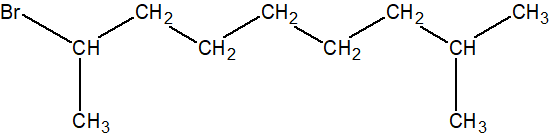 Br CH₂ CH₂ CH₂ CH₃
CH CH₂ CH₂ CH
CH₃ CH₃